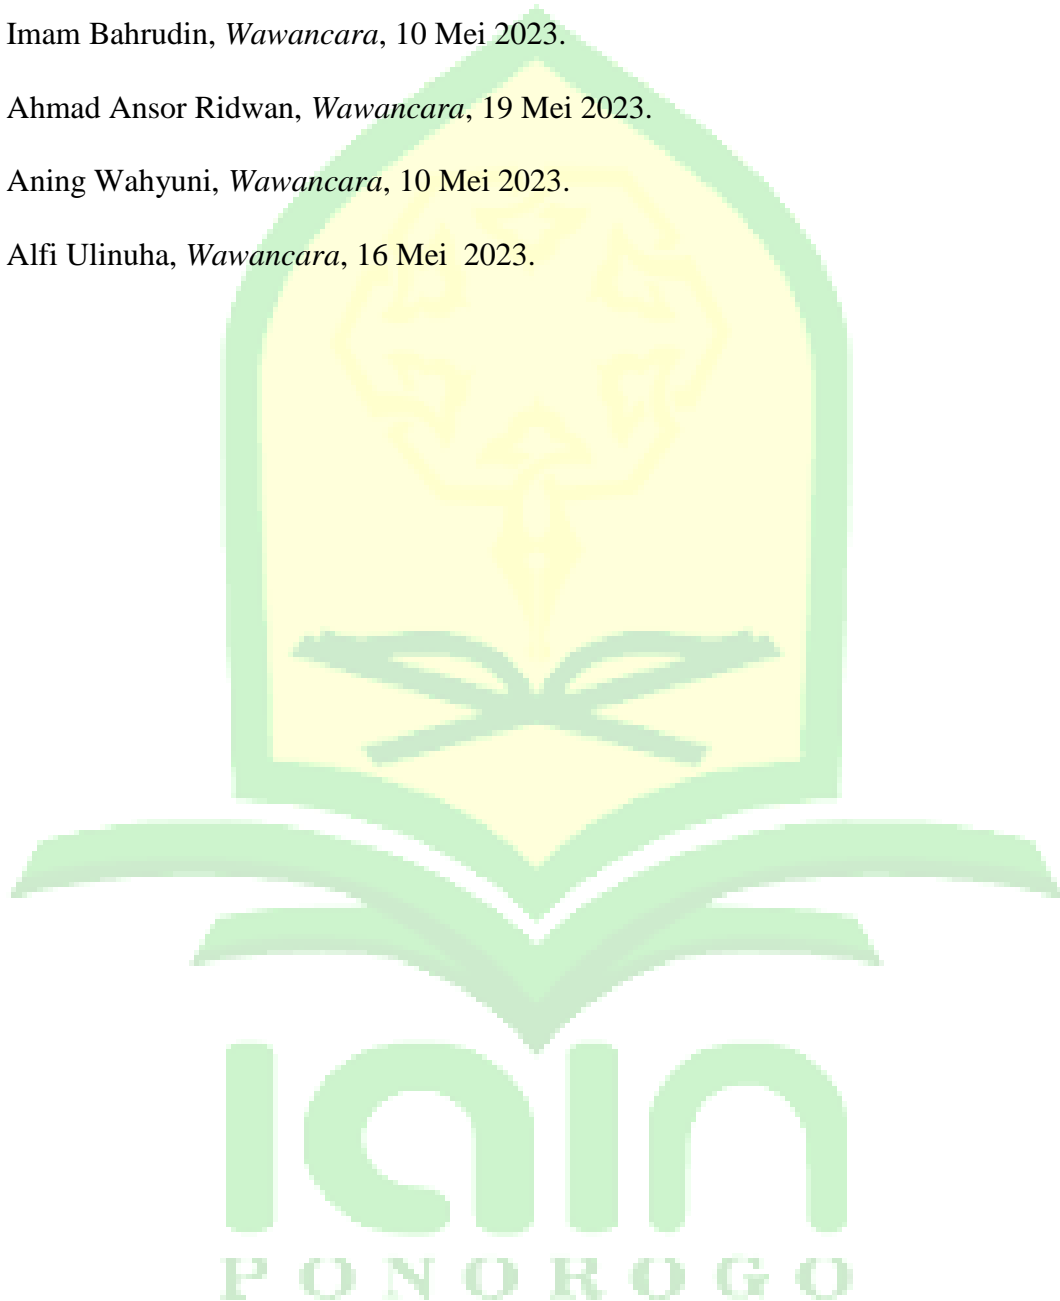 Imam Bahrudin, Wawancara, 10 Mei 2023.
Ahmad Ansor Ridwan, Wawancara, 19 Mei 2023.
Aning Wahyuni, Wawancara, 10 Mei 2023.
Alfi Ulinuha, Wawancara, 16 Mei  2023.
iain
PONOROGO